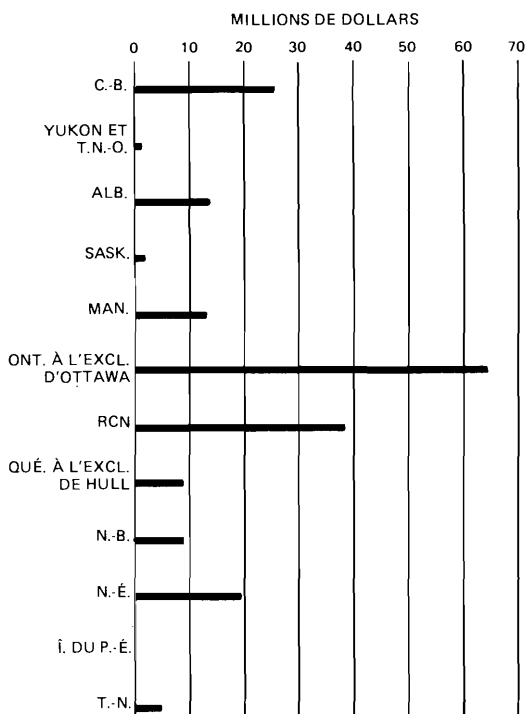 MILLIONS DE DOLLARS
0 10 20 30 40 50 60 70
C.-B.
YUKON ET
T.N.-O.
ALB.
SASK.
MAN.
ONT. À L'EXCL.
D'OTTAWA
RCN
QUÉ. À L'EXCL.
DE HULL
N.-B.
N.-É.
Î. DU P.-É.
T.-N.